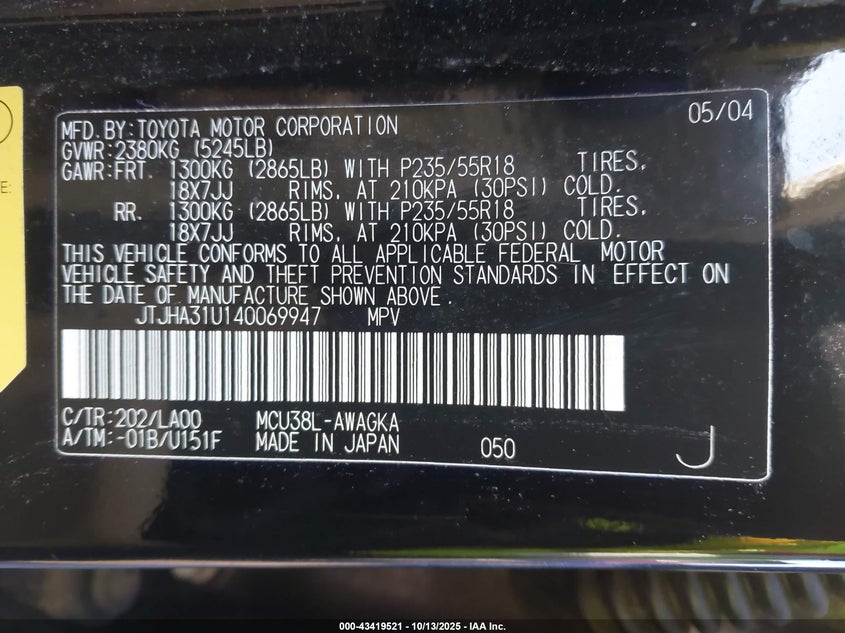 05/04
MFD. BY: TOYOTA MOTOR CORPORATION
GVWR: 2380KG (5245LB)
GAWR: FRT. 1300KG (2865LB) WITH P235/55R18 TIRES,
18X7JJ RIMS, AT 210KPA (30PSI) COLD.
RR. 1300KG (2865LB) WITH P235/55R18 TIRES,
18X7JJ RIMS, AT 210KPA (30PSI) COLD.
THIS VEHICLE CONFORMS TO ALL APPLICABLE FEDERAL MOTOR
VEHICLE SAFETY AND THEFT PREVENTION STANDARDS IN EFFECT ON
THE DATE OF MANUFACTURE SHOWN ABOVE.
JTJHA31U140069947 MPV
C/TR: 202/LA00 MCU38L-AWAGKA
A/TM: -01B/U151F MADE IN JAPAN 050 J
E:
000-43419521 - 10/13/2025 - IAA Inc.